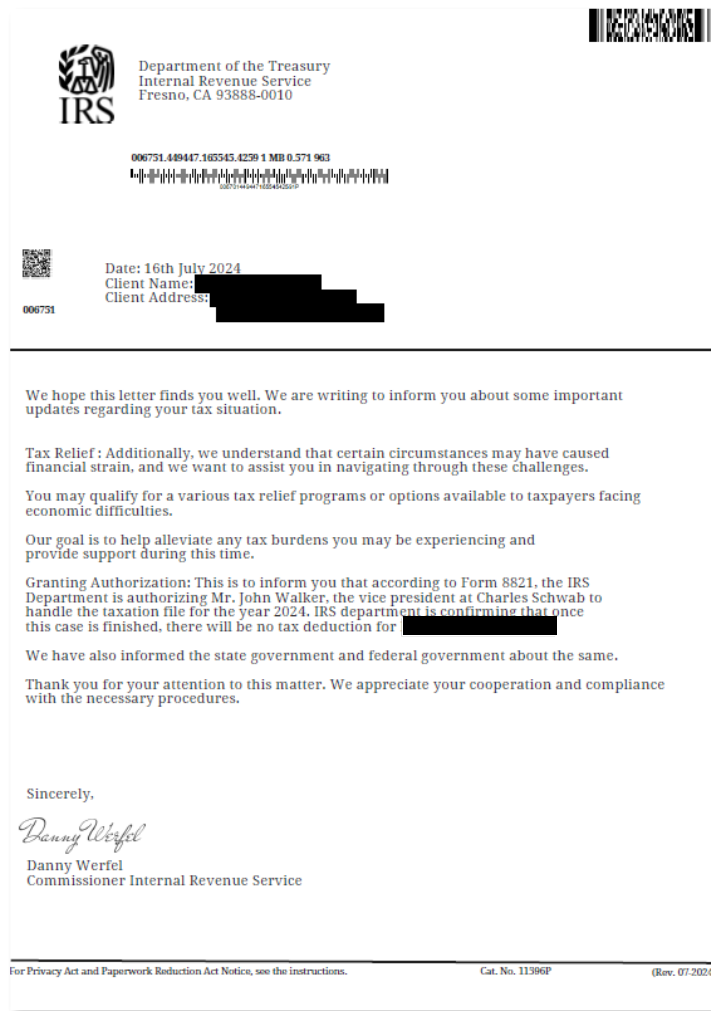 Department of the Treasury
Internal Revenue Service
Fresno, CA 93888-0010
IRS
006751.449447.165545.4259 1 MB 0.571 963
Date: 16th July 2024
Client Name:
Client Address:
006751
We hope this letter finds you well. We are writing to inform you about some important
updates regarding your tax situation.
Tax Relief : Additionally, we understand that certain circumstances may have caused
financial strain, and we want to assist you in navigating through these challenges.
You may qualify for a various tax relief programs or options available to taxpayers facing
economic difficulties.
Our goal is to help alleviate any tax burdens you may be experiencing and
provide support during this time.
Granting Authorization: This is to inform you that according to Form 8821, the IRS
Department is authorizing Mr. John Walker, the vice president at Charles Schwab to
handle the taxation file for the year 2024. IRS department is confirming that once
this case is finished, there will be no tax deduction for
We have also informed the state government and federal government about the same.
Thank you for your attention to this matter. We appreciate your cooperation and compliance
with the necessary procedures.
Sincerely,
Danny Werfel
Danny Werfel
Commissioner Internal Revenue Service
For Privacy Act and Paperwork Reduction Act Notice, see the instructions.
Cat. No. 11596P
(Rev. 07-2024